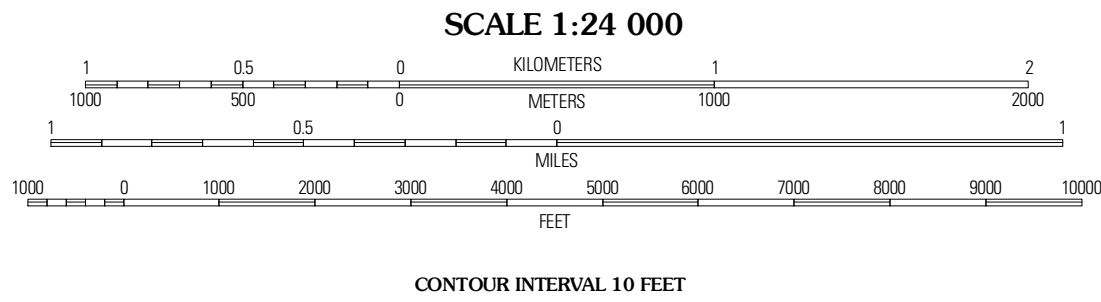 SCALE 1:24 000
1 0.5 0 KILOMETERS 1 2
1000 500 0 METERS 1000 2000
1 0.5 0 1
MILES
1000 0 1000 2000 3000 4000 5000 6000 7000 8000 9000 10000
FEET
CONTOUR INTERVAL 10 FEET